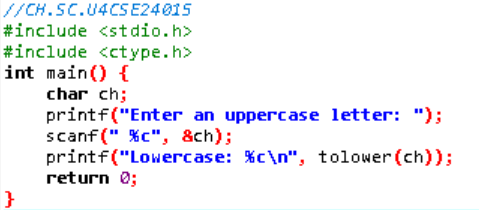 //CH.SC.U4CSE24015
#include <stdio.h>
#include <ctype.h>
int main() {
    char ch;
    printf("Enter an uppercase letter: ");
    scanf(" %c", &ch);
    printf("Lowercase: %c\n", tolower(ch));
    return 0;
}